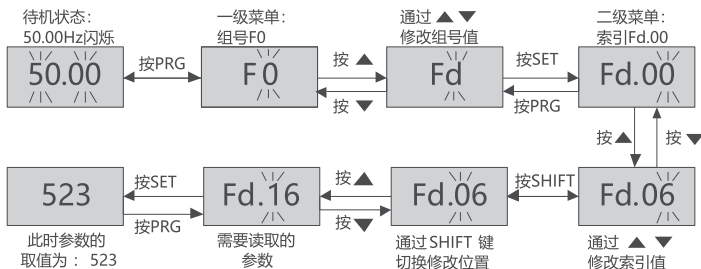 待机状态：
50.00Hz闪烁
一级菜单：
组号F0
通过 ▲ ▼
修改组号值
二级菜单：
索引Fd.00
50.00
按PRG
F0
按 ▲
按 ▼
Fd
按SET
按PRG
Fd.00
按 ▲
按 ▼
523
按SET
按PRG
Fd.16
按 ▲
按 ▼
Fd.06
按SHIFT
Fd.06
此时参数的
取值为 ：523
需要读取的
参数
通过 SHIFT 键
切换修改位置
通过 ▲ ▼
修改索引值